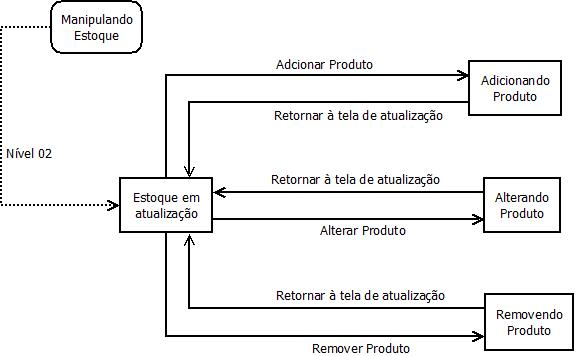 Manipulando
Estoque
Adcionar Produto
Adicionando
Produto
Retornar à tela de atualização
Nível 02
Retornar à tela de atualização
Estoque em
atualização
Alterando
Produto
Alterar Produto
Retornar à tela de atualização
Removendo
Produto
Remover Produto